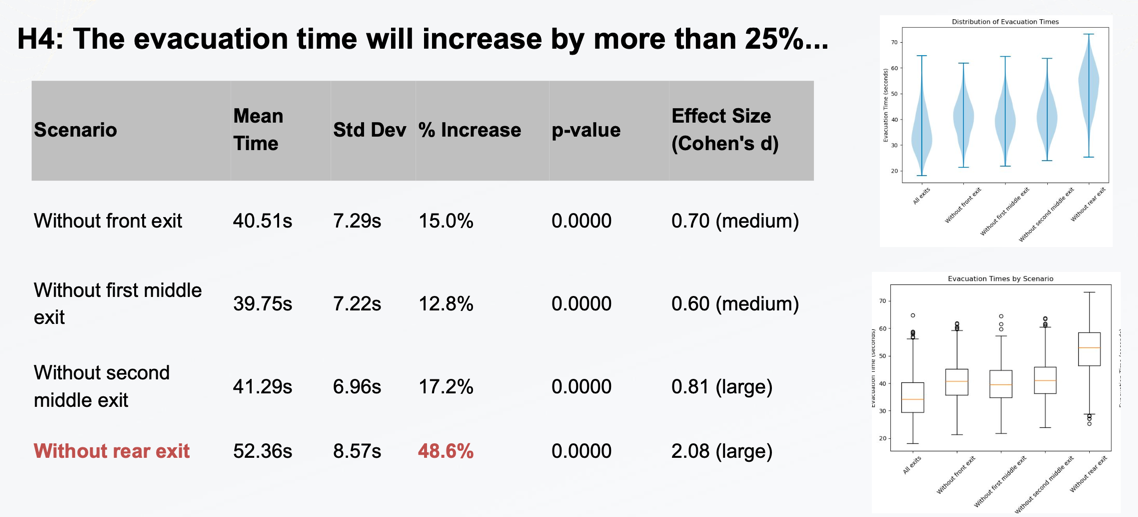 H4: The evacuation time will increase by more than 25%...
Scenario
Mean
Time
Std Dev
% Increase
p-value
Effect Size
(Cohen's d)
Without front exit
40.51s
7.29s
15.0%
0.0000
0.70 (medium)
Without first middle
exit
39.75s
7.22s
12.8%
0.0000
0.60 (medium)
Without second
middle exit
41.29s
6.96s
17.2%
0.0000
0.81 (large)
Without rear exit
52.36s
8.57s
48.6%
0.0000
2.08 (large)
Distribution of Evacuation Times
Evacuation Time (seconds)
70
60
50
40
30
20
All exits
Without front exit
Without first middle exit
Without second middle exit
Without rear exit
Evacuation Times by Scenario
Evacuation Time (seconds)
70
60
50
40
30
20
All exits
Without front exit
Without first middle exit
Without second middle exit
Without rear exit